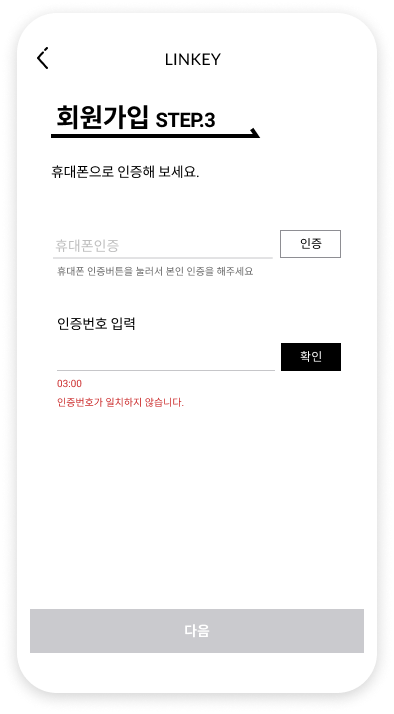 LINKEY
회원가입 STEP.3
휴대폰으로 인증해 보세요.
휴대폰인증
인증
휴대폰 인증버튼을 눌러서 본인 인증을 해주세요
인증번호 입력
확인
03:00
인증번호가 일치하지 않습니다.
다음